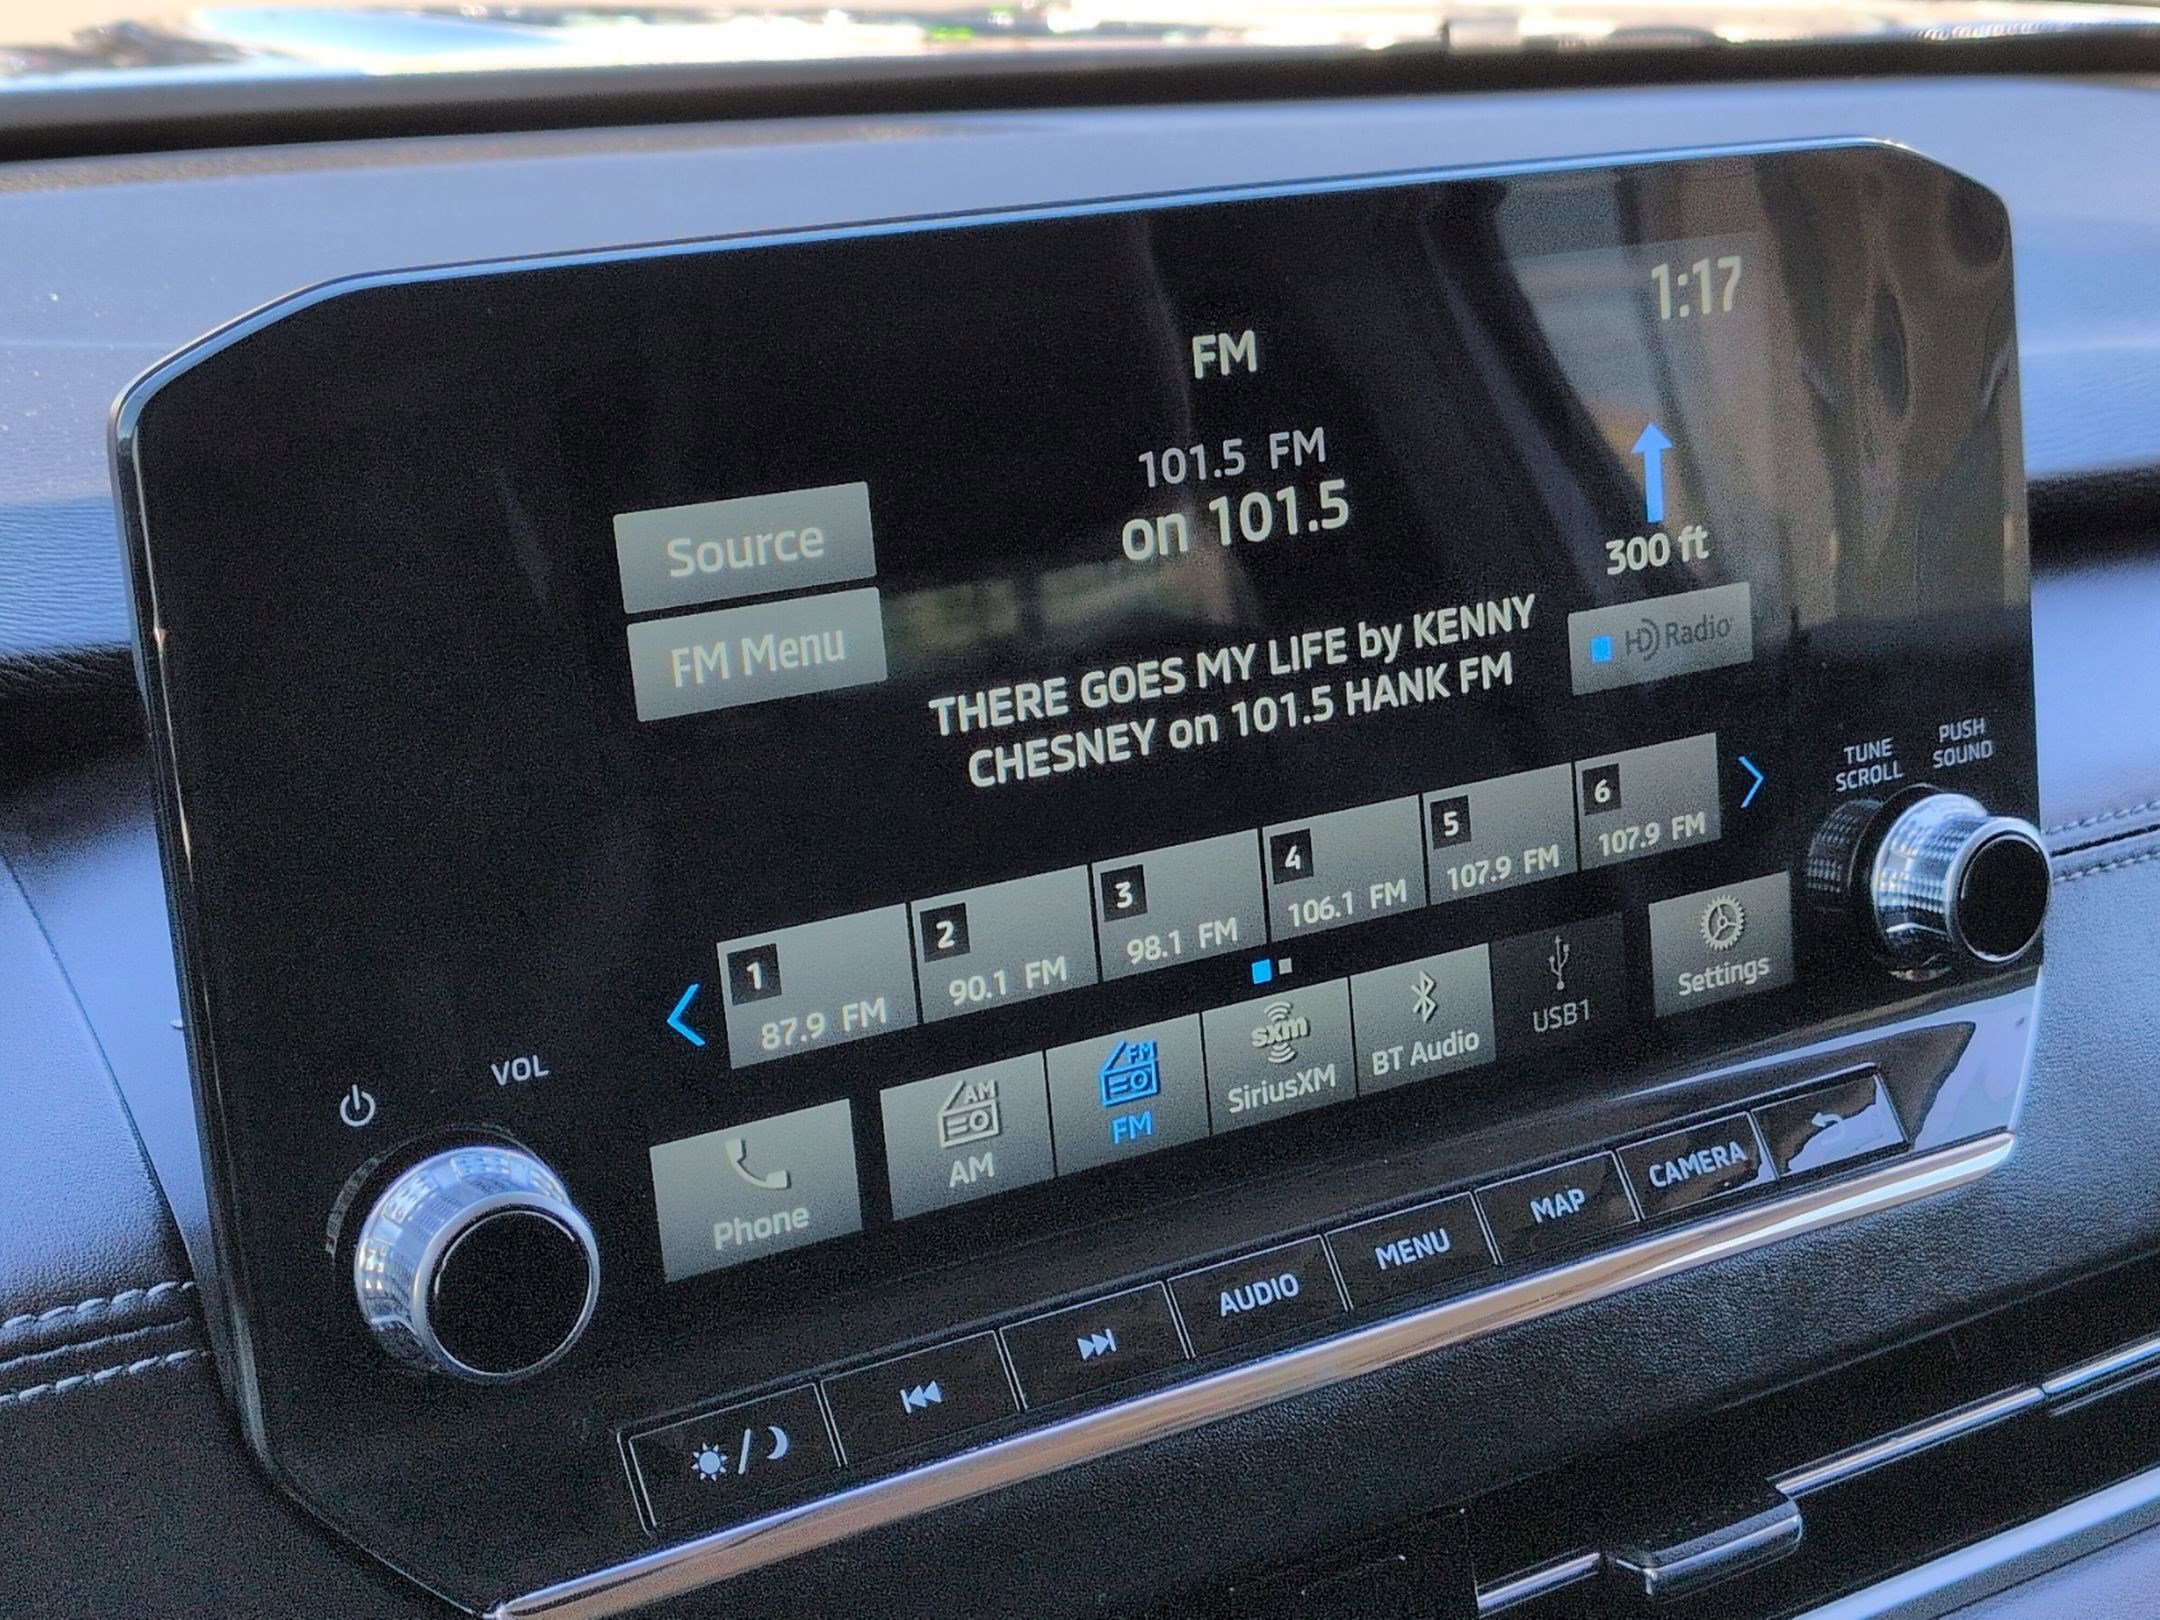 1:17
FM
101.5 FM
on 101.5
Source
300 ft
FM Menu
THERE GOES MY LIFE by KENNY
CHESNEY on 101.5 HANK FM
HD Radio
TUNE
SCROLL
PUSH
SOUND
1
87.9 FM
2
90.1 FM
3
98.1 FM
4
106.1 FM
5
107.9 FM
6
107.9 FM
VOL
Phone
AM
AM
FM
FM
sxm
SiriusXM
BT Audio
USB1
Settings
AUDIO
MENU
MAP
CAMERA